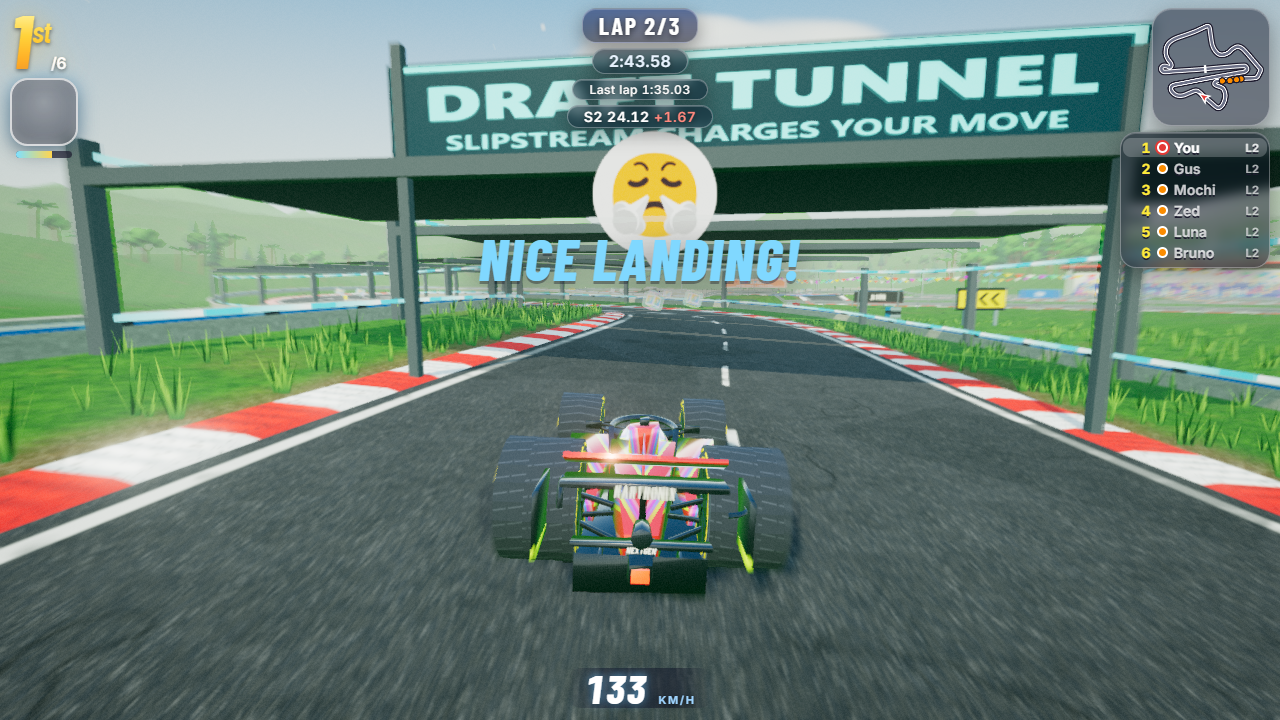 1st
/6
LAP 2/3
2:43.58
Last lap 1:35.03
S2 24.12 +1.67
DRAFT TUNNEL
SLIPSTREAM CHARGES YOUR MOVE
NICE LANDING!
1 You L2
2 Gus L2
3 Mochi L2
4 Zed L2
5 Luna L2
6 Bruno L2
133 KM/H